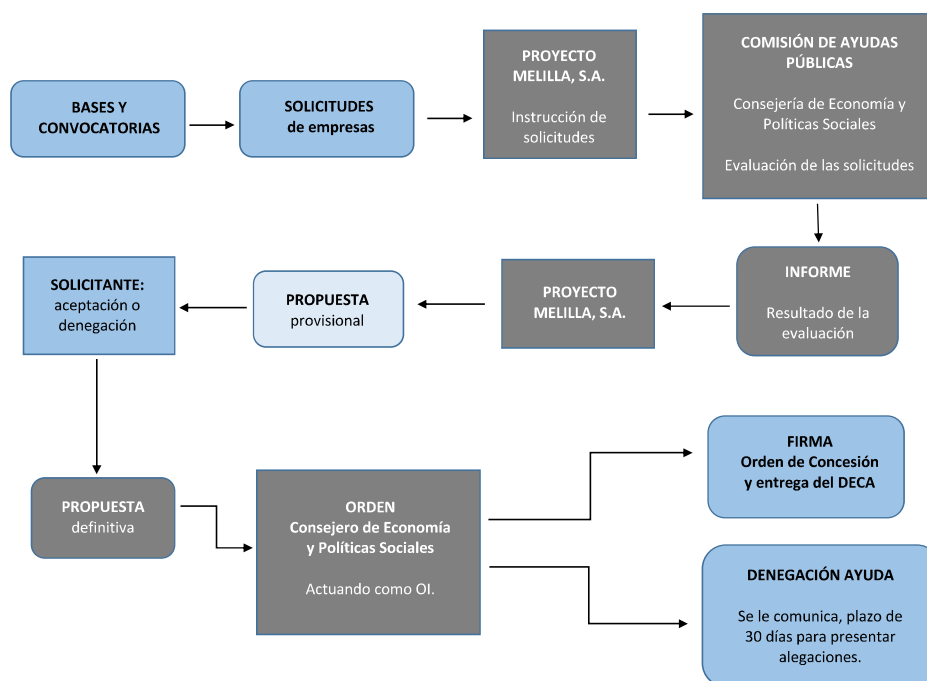 BASES Y
CONVOCATORIAS
SOLICITUDES
de empresas
PROYECTO
MELILLA, S.A.
Instrucción de
solicitudes
COMISIÓN DE AYUDAS
PÚBLICAS
Consejería de Economía y
Políticas Sociales
Evaluación de las solicitudes
INFORME
Resultado de la
evaluación
PROYECTO
MELILLA, S.A.
PROPUESTA
provisional
SOLICITANTE:
aceptación o
denegación
PROPUESTA
definitiva
ORDEN
Consejero de Economía
y Políticas Sociales
Actuando como OI.
FIRMA
Orden de Concesión
y entrega del DECA
DENEGACIÓN AYUDA
Se le comunica, plazo de
30 días para presentar
alegaciones.